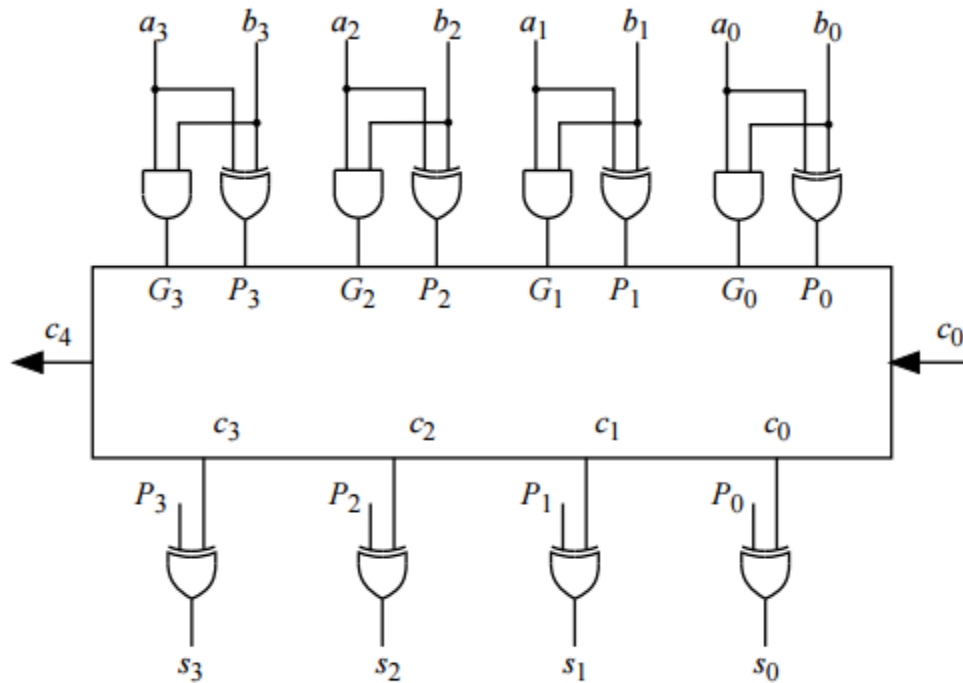 a3 b3 a2 b2 a1 b1 a0 b0
G3 P3 G2 P2 G1 P1 G0 P0
c4 c0
c3 c2 c1 c0
P3 P2 P1 P0
s3 s2 s1 s0